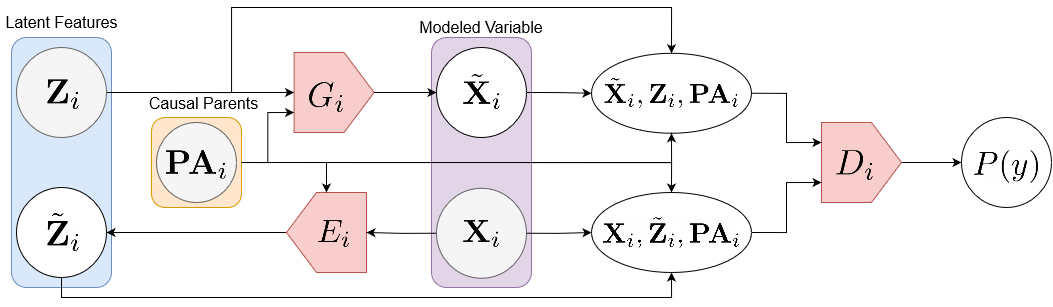 Latent Features
Modeled Variable
Z_i
G_i
X̃_i
X̃_i, Z_i, PA_i
Causal Parents
PA_i
D_i
P(y)
Z̃_i
E_i
X_i
X_i, Z̃_i, PA_i